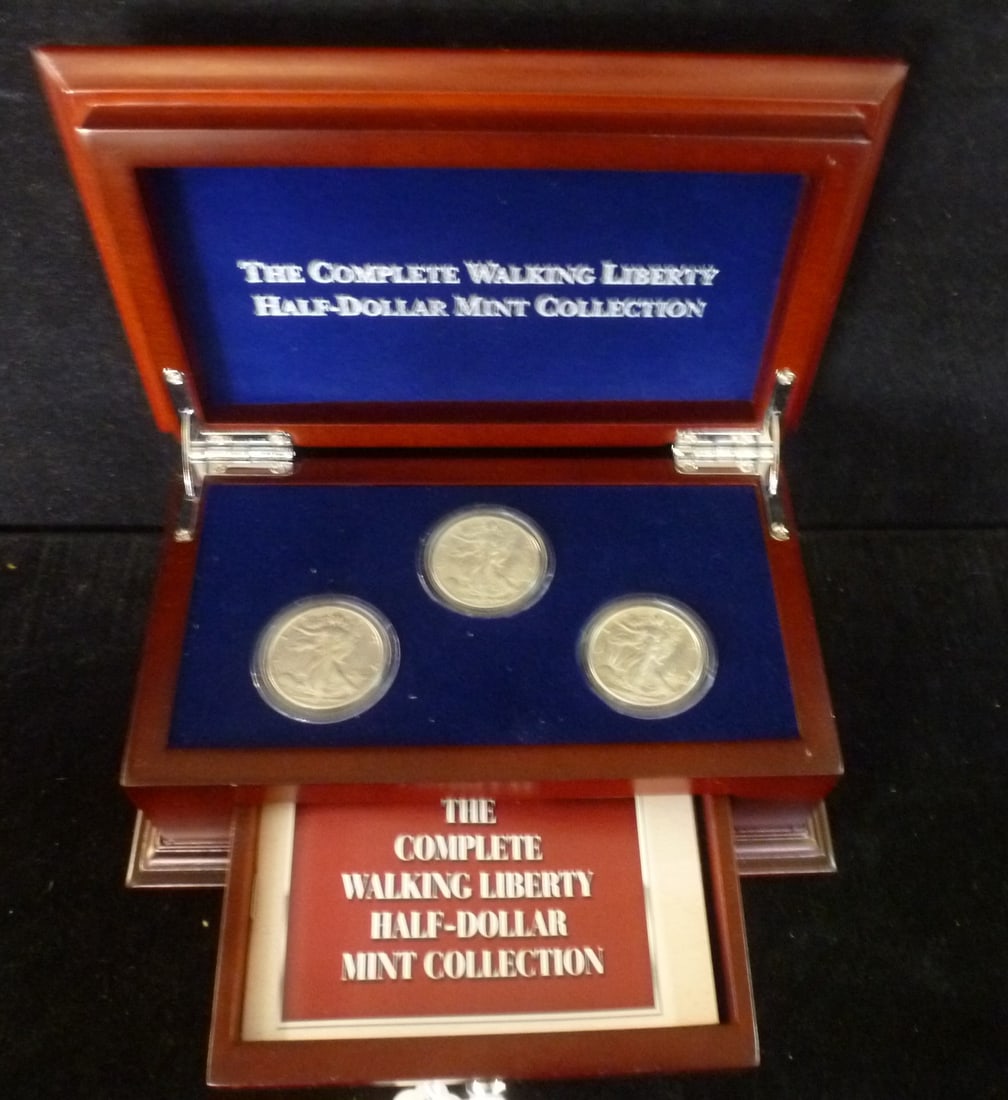 THE COMPLETE WALKING LIBERTY
HALF-DOLLAR MINT COLLECTION
THE
COMPLETE
WALKING LIBERTY
HALF-DOLLAR
MINT COLLECTION